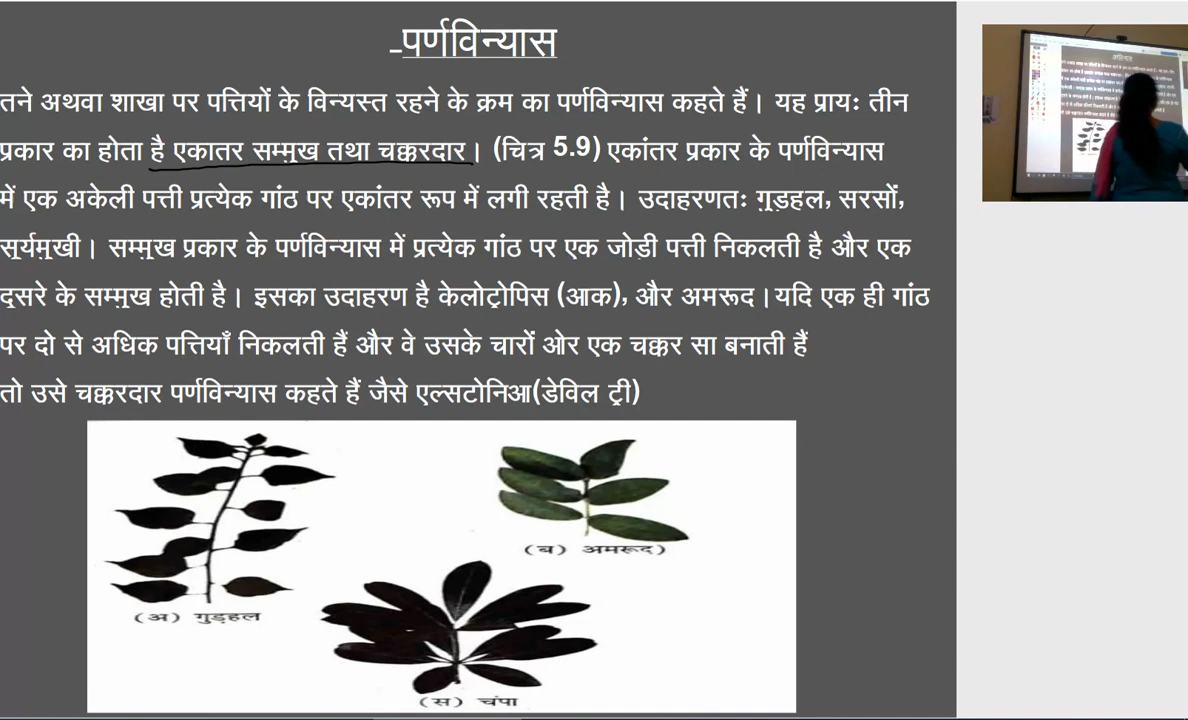 -पर्णविन्यास
तने अथवा शाखा पर पत्तियों के विन्यस्त रहने के क्रम का पर्णविन्यास कहते हैं। यह प्रायः तीन
प्रकार का होता है एकातर सम्मुख तथा चक्करदार। (चित्र 5.9) एकांतर प्रकार के पर्णविन्यास
में एक अकेली पत्ती प्रत्येक गांठ पर एकांतर रूप में लगी रहती है। उदाहरणतः गुड़हल, सरसों,
सूर्यमुखी। सम्मुख प्रकार के पर्णविन्यास में प्रत्येक गांठ पर एक जोड़ी पत्ती निकलती है और एक
दूसरे के सम्मुख होती है। इसका उदाहरण है केलोट्रोपिस (आक), और अमरूद।यदि एक ही गांठ
पर दो से अधिक पत्तियाँ निकलती हैं और वे उसके चारों ओर एक चक्कर सा बनाती हैं
तो उसे चक्करदार पर्णविन्यास कहते हैं जैसे एल्सटोनिआ(डेविल ट्री)
(ब) अमरूद)
(अ) गुड़हल
(स) चंपा